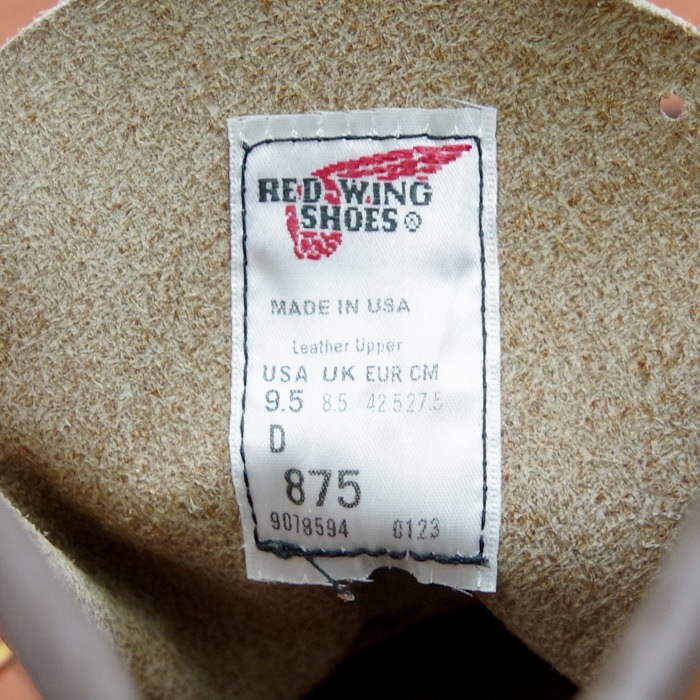 RED WING
SHOES ®
MADE IN USA
Leather Upper
USA UK EUR CM
9.5 8.5 42.5 27.5
D
875
9078594 0123